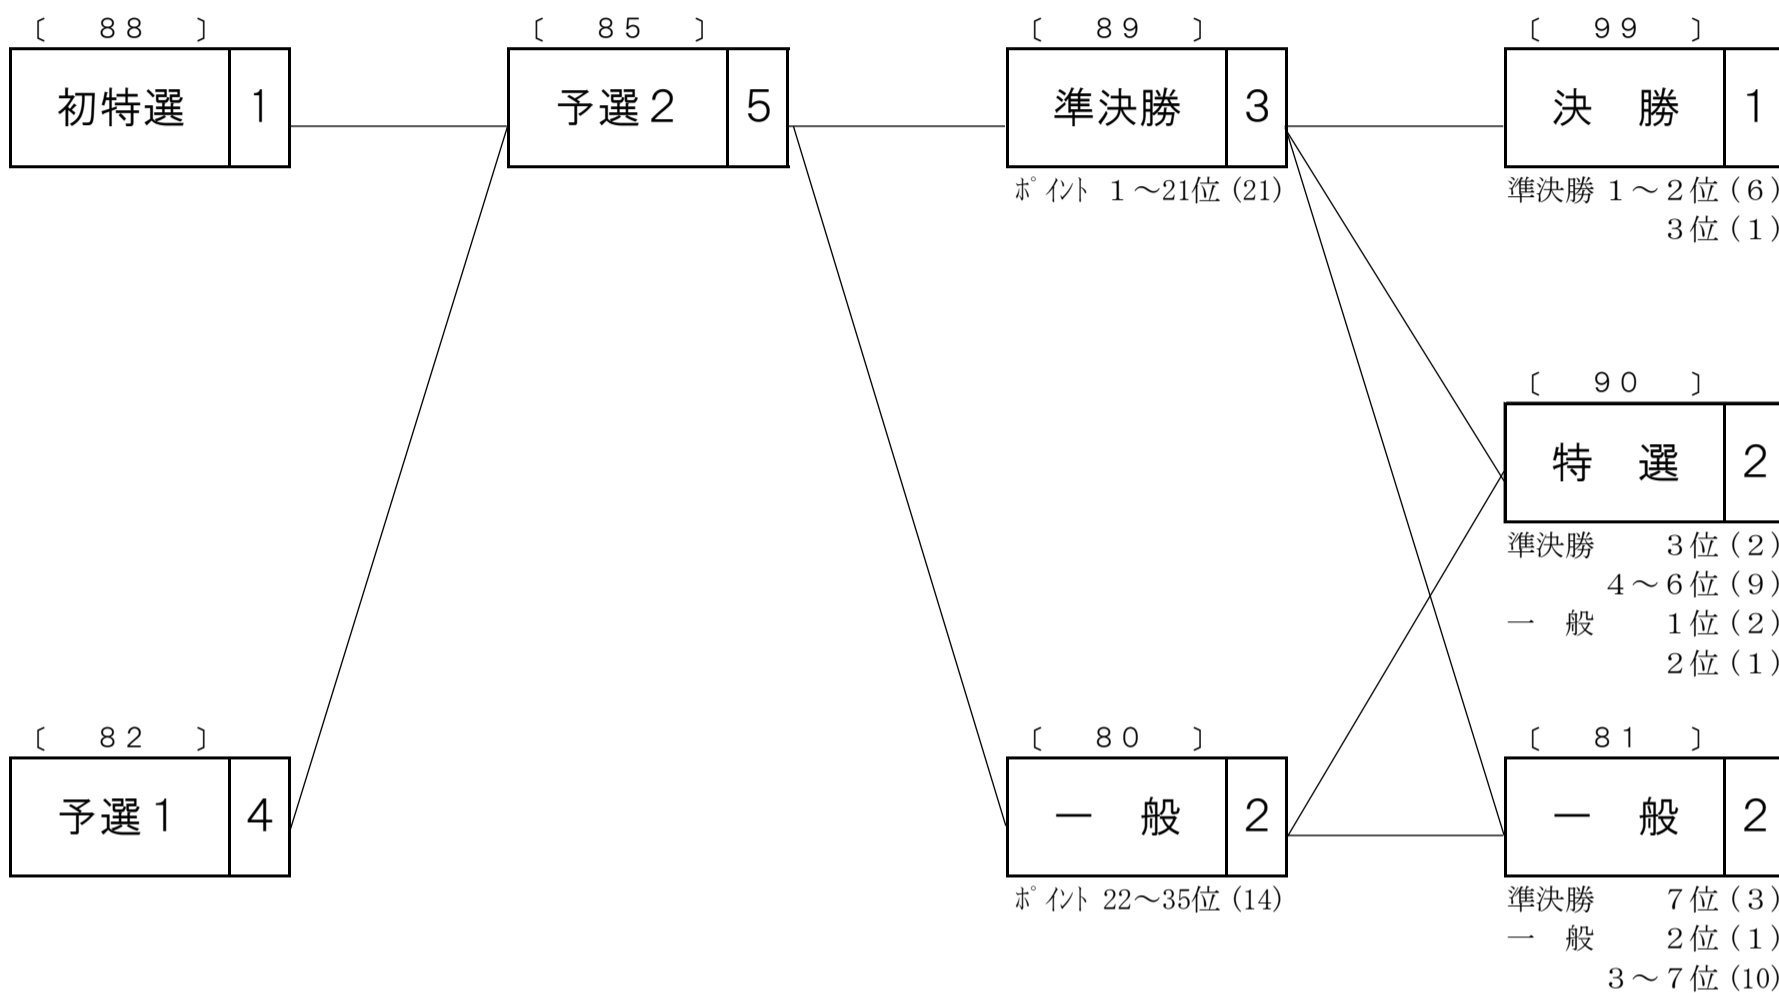 〔　８８　〕
初特選 1
〔　８５　〕
予選２ 5
〔　８９　〕
準決勝 3
ﾎﾟｲﾝﾄ １～21位 (21)
〔　９９　〕
決　勝 1
準決勝 １～２位 (６)
３位 (１)
〔　９０　〕
特　選 2
準決勝　３位 (２)
４～６位 (９)
一　般　１位 (２)
２位 (１)
〔　８２　〕
予選１ 4
〔　８０　〕
一　般 2
ﾎﾟｲﾝﾄ 22～35位 (14)
〔　８１　〕
一　般 2
準決勝　７位 (３)
一　般　２位 (１)
３～７位 (10)